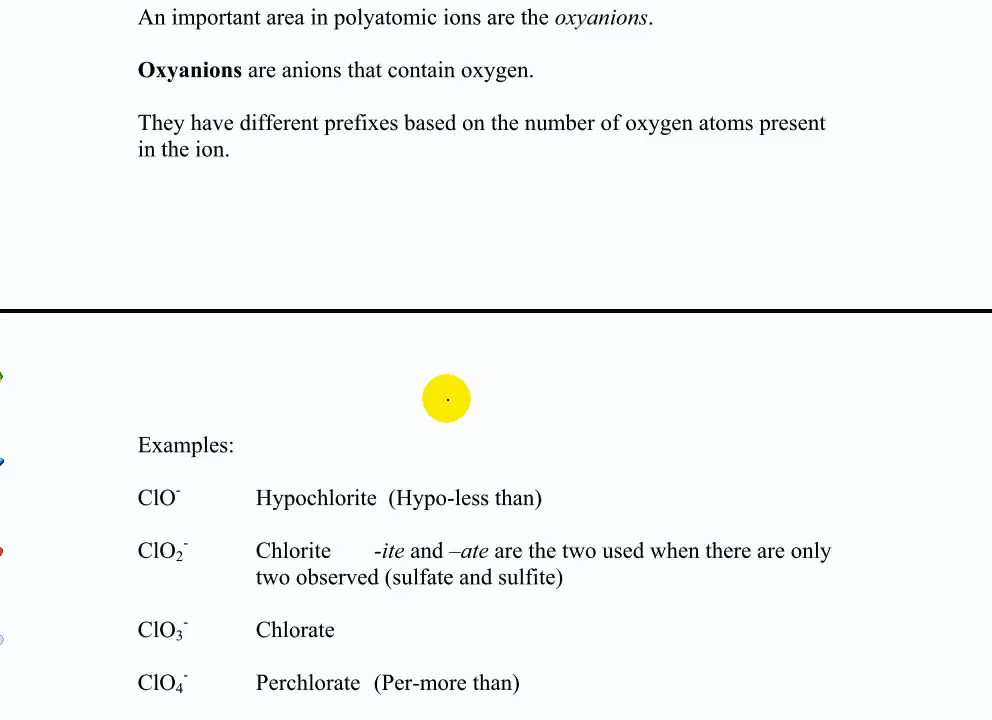 An important area in polyatomic ions are the oxyanions.
Oxyanions are anions that contain oxygen.
They have different prefixes based on the number of oxygen atoms present
in the ion.
Examples:
ClO⁻ Hypochlorite (Hypo-less than)
ClO₂⁻ Chlorite -ite and –ate are the two used when there are only
two observed (sulfate and sulfite)
ClO₃⁻ Chlorate
ClO₄⁻ Perchlorate (Per-more than)